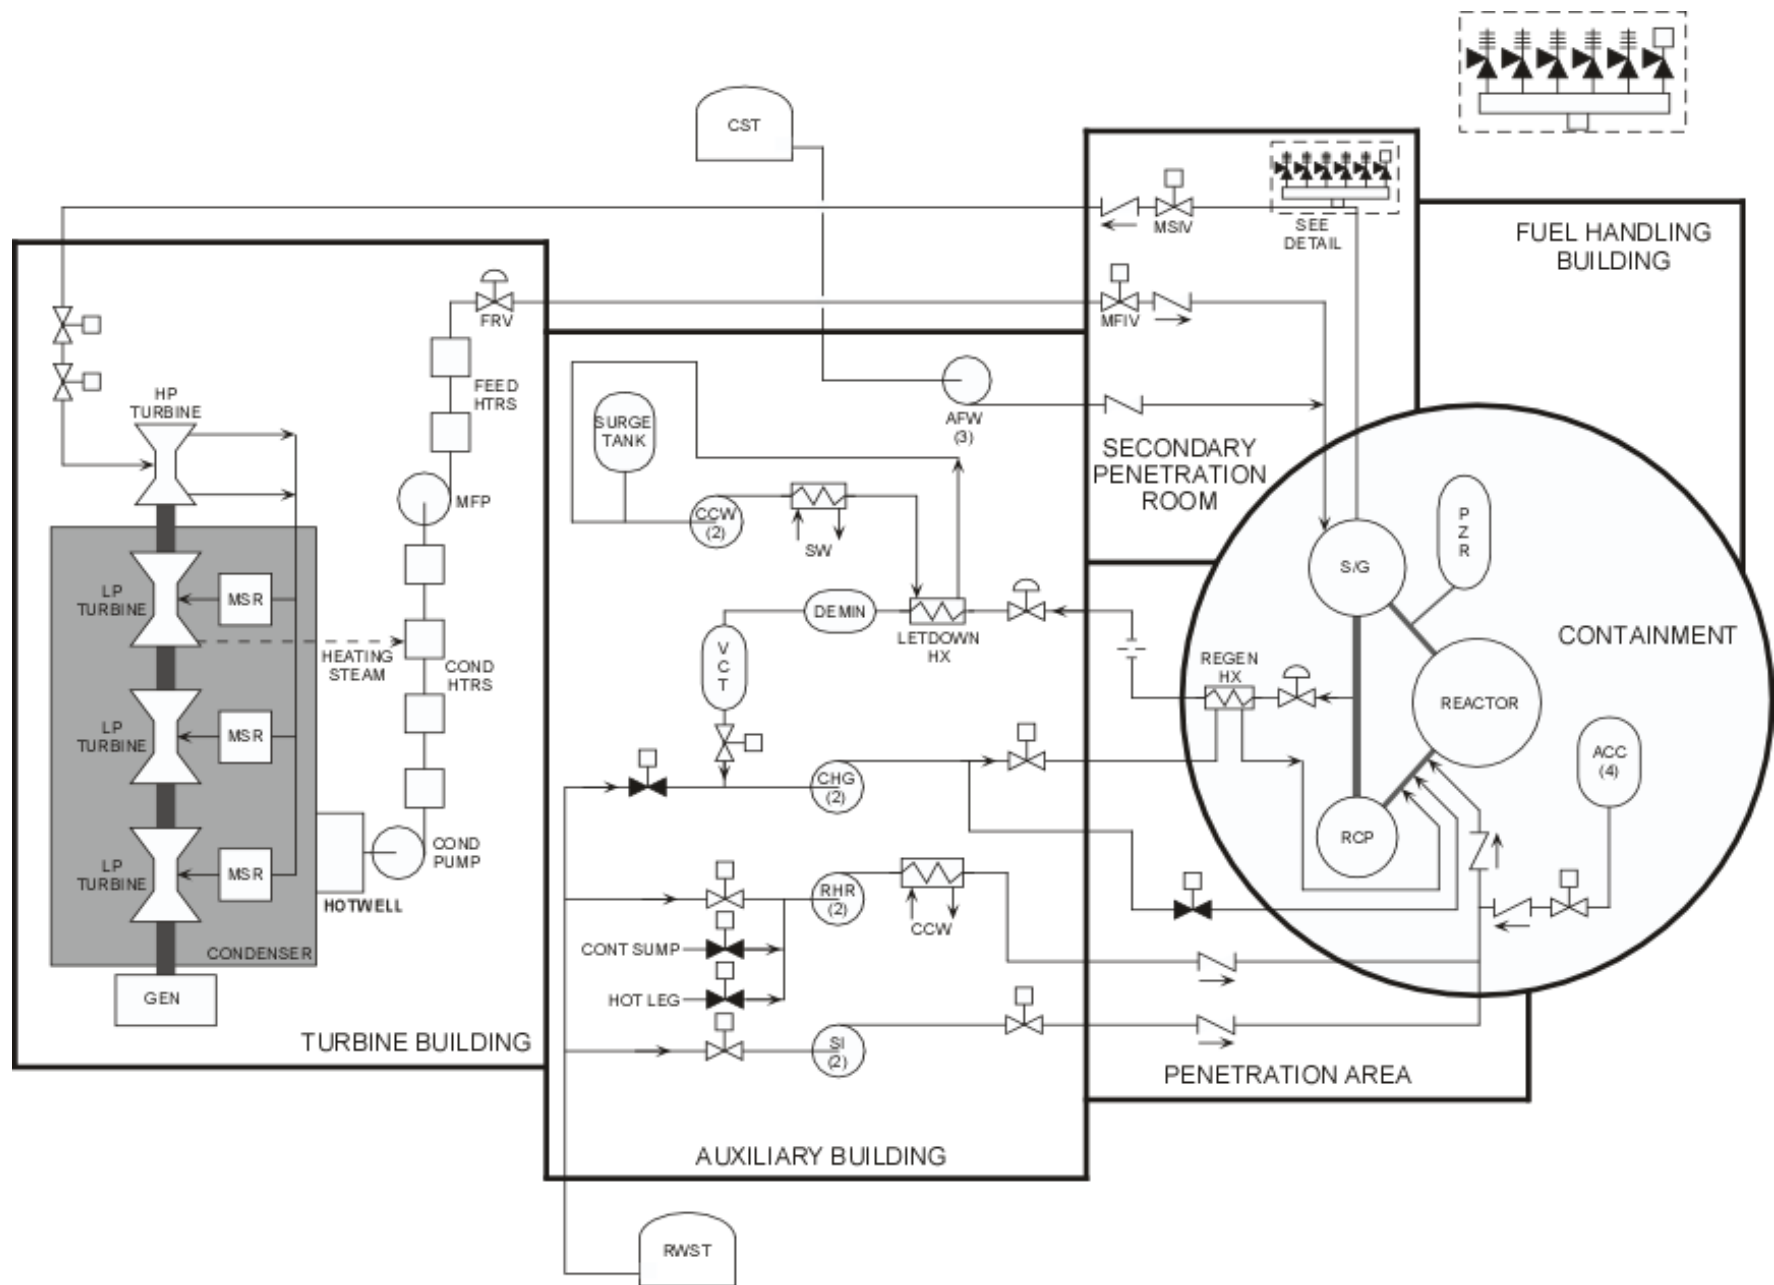 CST
SEE
DETAIL
MSIV
FUEL HANDLING
BUILDING
FRV
MFIV
HP
TURBINE
FEED
HTRS
SURGE
TANK
AFW
(3)
SECONDARY
PENETRATION
ROOM
MFP
CCW
(2)
SW
P
Z
R
S/G
LP
TURBINE
MSR
DEMIN
LETDOWN
HX
CONTAINMENT
HEATING
STEAM
COND
HTRS
V
C
T
REGEN
HX
REACTOR
LP
TURBINE
MSR
CHG
(2)
ACC
(4)
RCP
COND
PUMP
LP
TURBINE
MSR
HOTWELL
RHR
(2)
CCW
CONT SUMP
CONDENSER
HOT LEG
GEN
SI
(2)
TURBINE BUILDING
PENETRATION AREA
AUXILIARY BUILDING
RWST